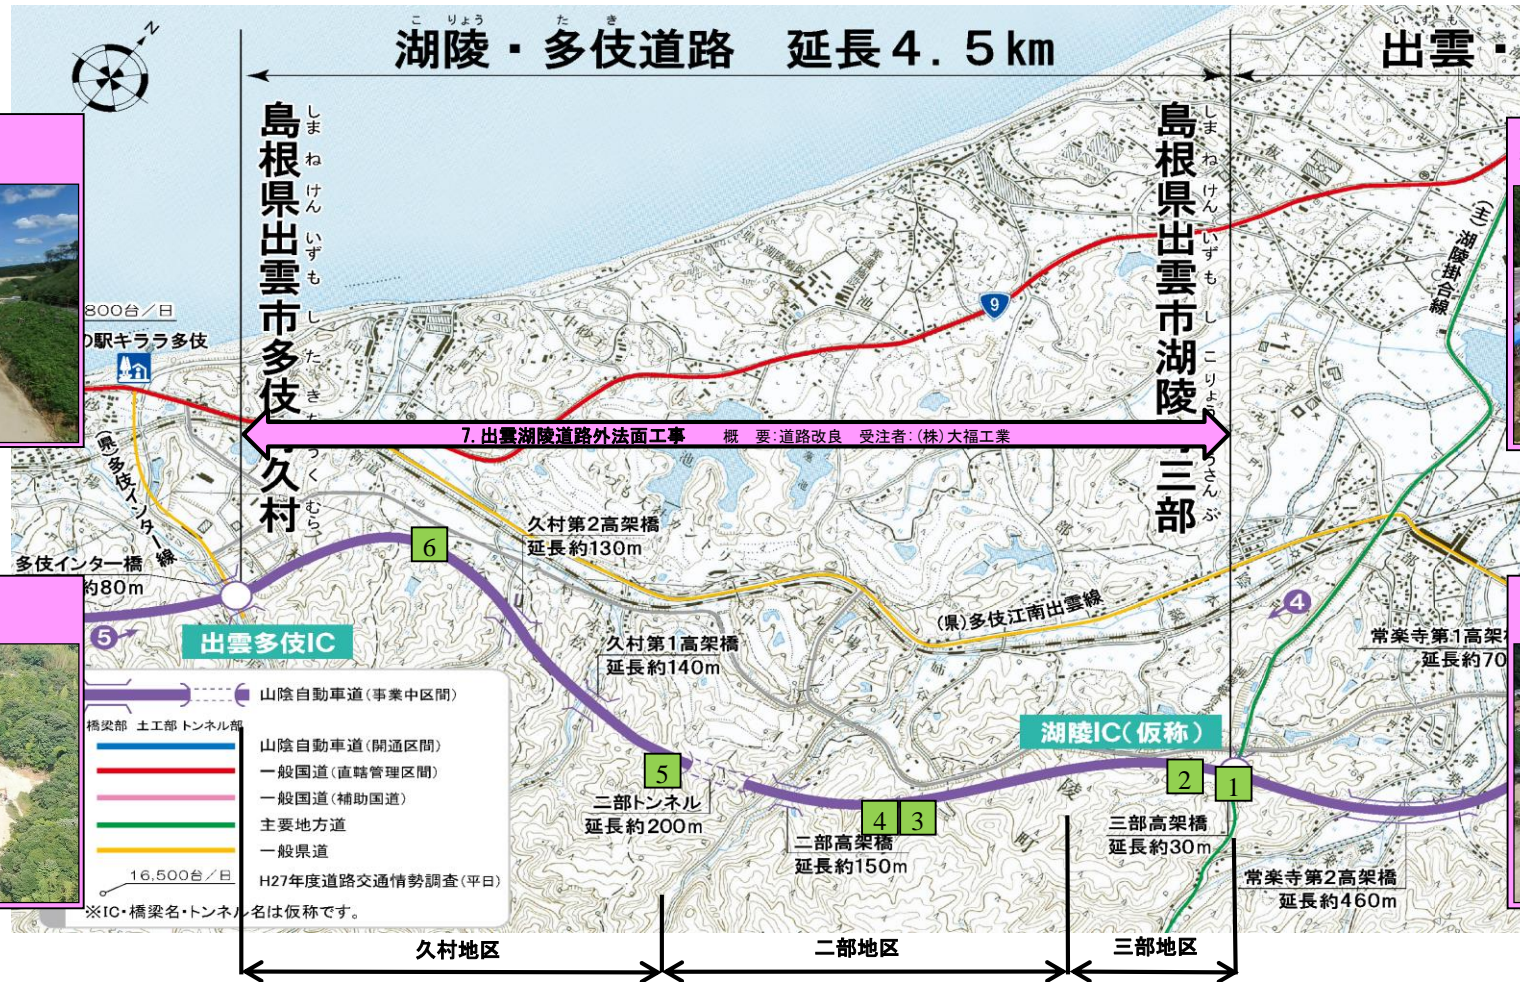 こりょう たき
湖陵・多伎道路 延長4.5km
いずも
出雲・
N
島根県出雲市多伎
しまねけんいずもしたき
久村
くむら
島根県出雲市湖陵
しまねけんいずもしこりょう
三部
さんぶ
(主)湖陵掛合線
9
800台/日
の駅キララ多伎
7. 出雲湖陵道路外法面工事 概 要:道路改良 受注者:(株)大福工業
(県)多伎インター線
久村第2高架橋
延長約130m
6
多伎インター橋
約80m
5
出雲多伎IC
(県)多伎江南出雲線
4
久村第1高架橋
延長約140m
常楽寺第1高架
延長約70
湖陵IC(仮称)
5
2
1
二部トンネル
延長約200m
4
3
二部高架橋
延長約150m
三部高架橋
延長約30m
常楽寺第2高架橋
延長約460m
山陰自動車道(事業中区間)
橋梁部 土工部 トンネル部
山陰自動車道(開通区間)
一般国道(直轄管理区間)
一般国道(補助国道)
主要地方道
一般県道
16,500台/日 H27年度道路交通情勢調査(平日)
※IC・橋梁名・トンネル名は仮称です。
久村地区
二部地区
三部地区